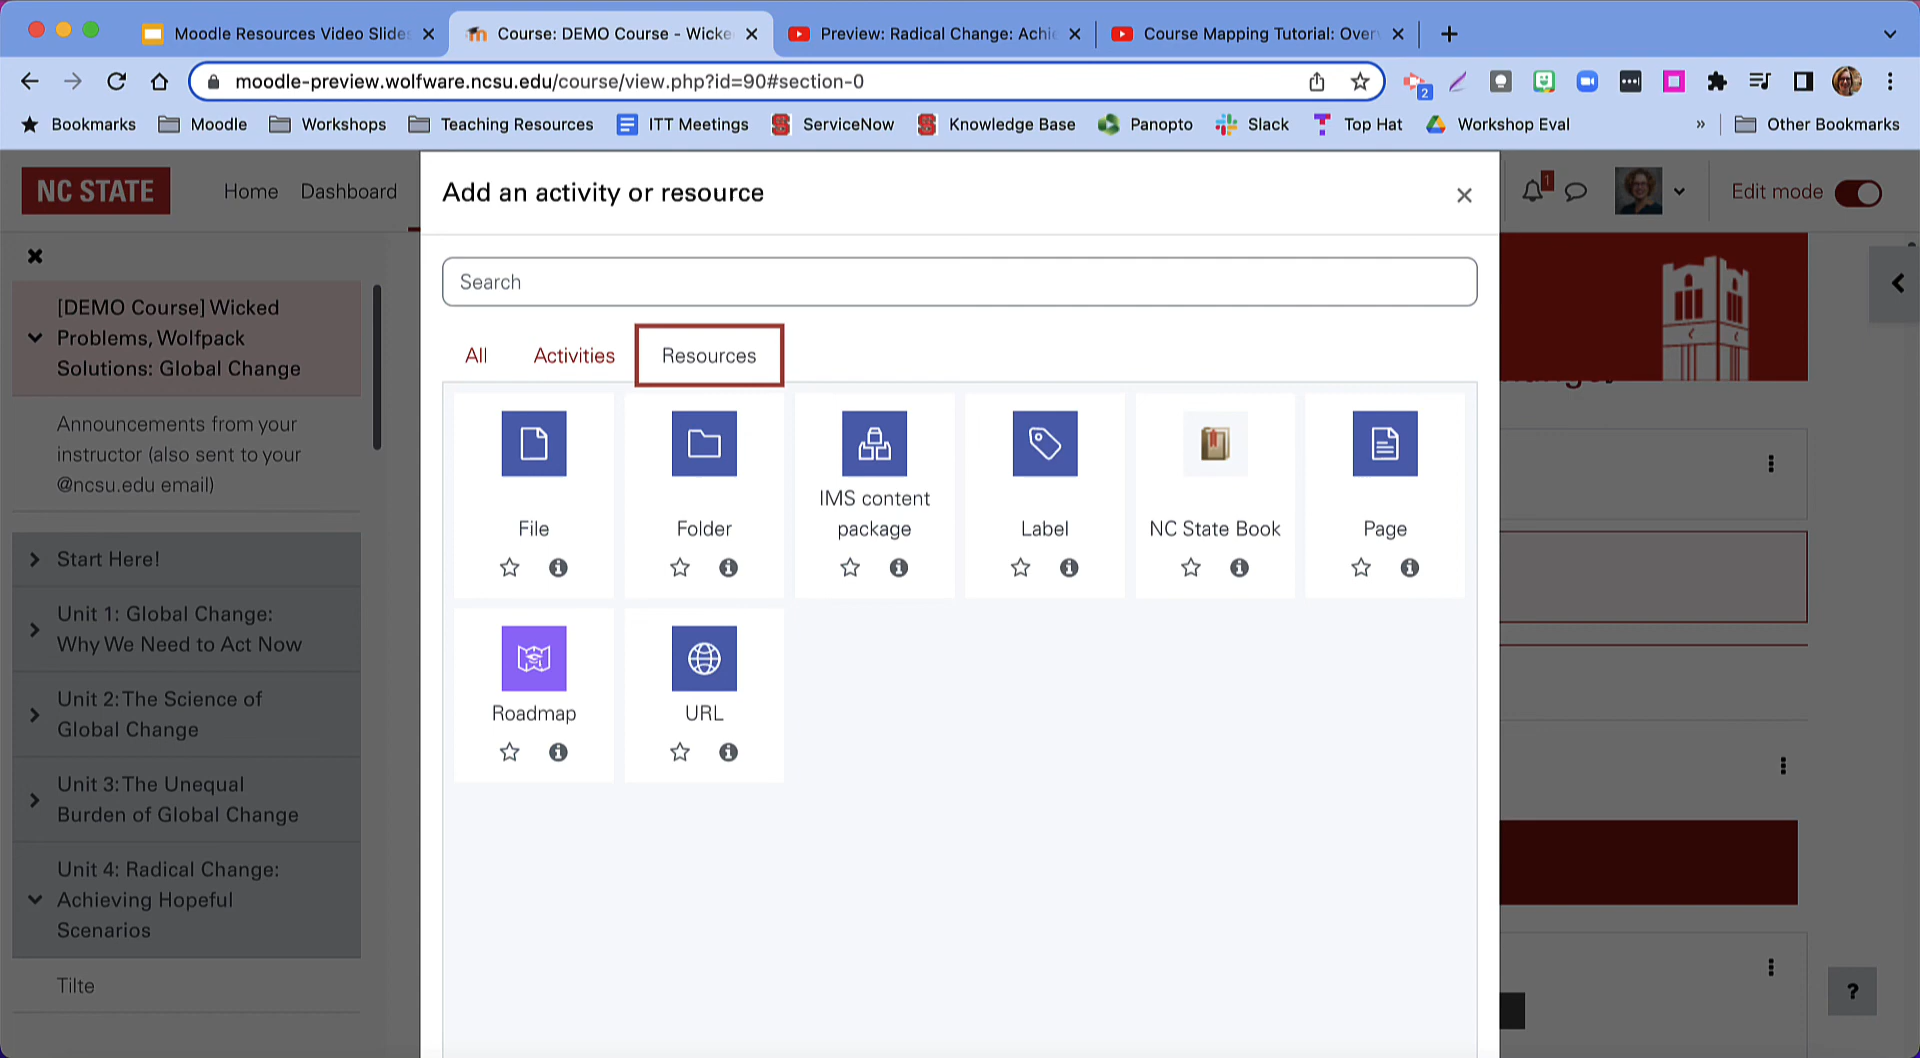 Moodle Resources Video Slides
Course: DEMO Course - Wicke
Preview: Radical Change: Achie
Course Mapping Tutorial: Over
moodle-preview.wolfware.ncsu.edu/course/view.php?id=90#section-0
2
Bookmarks
Moodle
Workshops
Teaching Resources
ITT Meetings
ServiceNow
Knowledge Base
Panopto
Slack
Top Hat
Workshop Eval
»
Other Bookmarks
NC STATE
Home
Dashboard
Add an activity or resource
1
Edit mode
Search
All
Activities
Resources
File
Folder
IMS content
package
Label
NC State Book
Page
Roadmap
URL
[DEMO Course] Wicked
Problems, Wolfpack
Solutions: Global Change
Announcements from your
instructor (also sent to your
@ncsu.edu email)
Start Here!
Unit 1: Global Change:
Why We Need to Act Now
Unit 2: The Science of
Global Change
Unit 3: The Unequal
Burden of Global Change
Unit 4: Radical Change:
Achieving Hopeful
Scenarios
Tilte
?